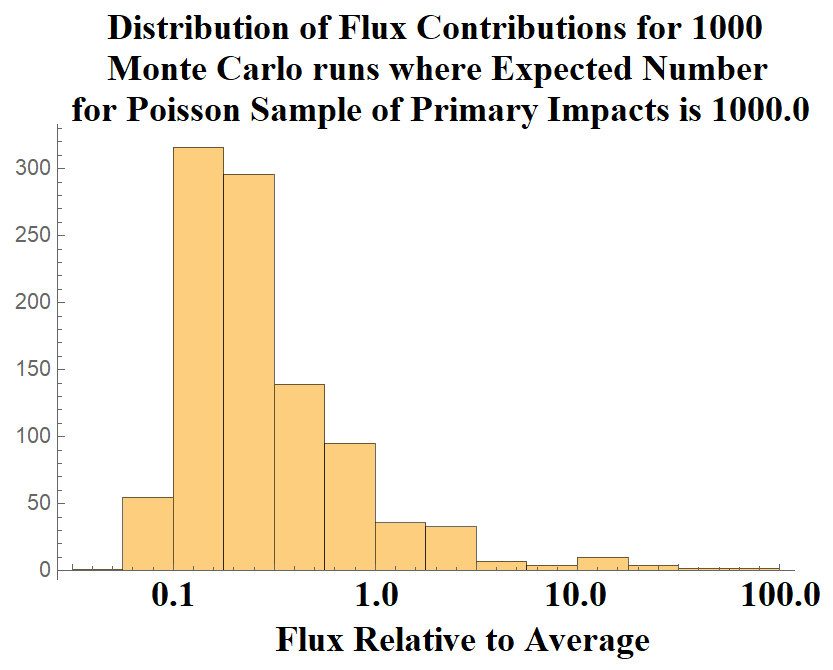 Distribution of Flux Contributions for 1000
Monte Carlo runs where Expected Number
for Poisson Sample of Primary Impacts is 1000.0
300
250
200
150
100
50
0
0.1 1.0 10.0 100.0
Flux Relative to Average